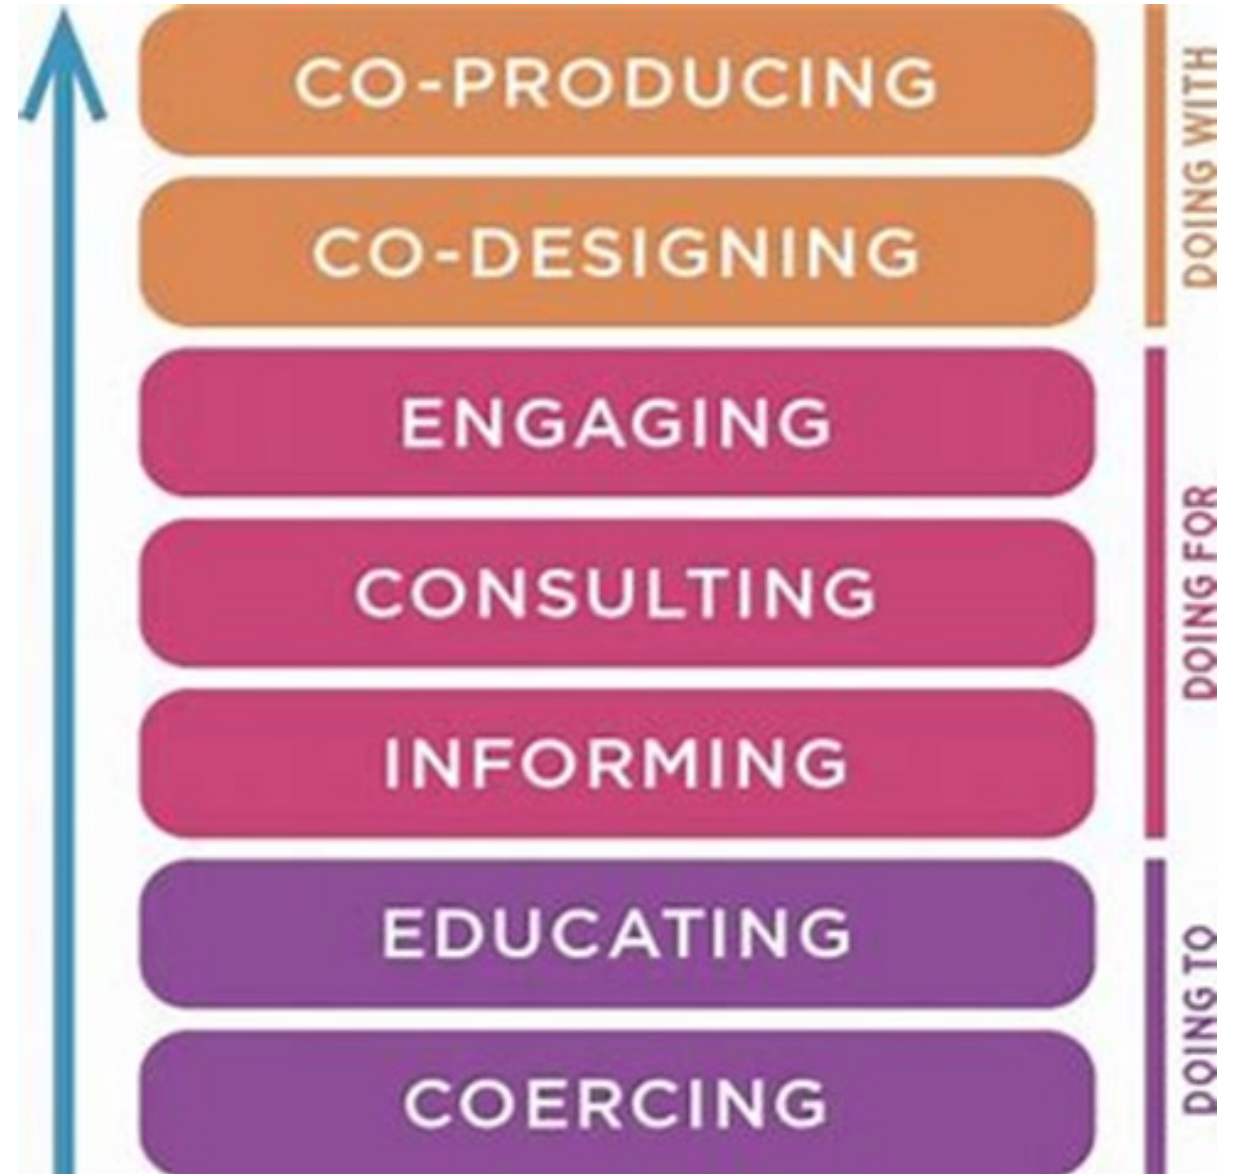 CO-PRODUCING
CO-DESIGNING
DOING WITH
ENGAGING
CONSULTING
INFORMING
DOING FOR
EDUCATING
COERCING
DOING TO